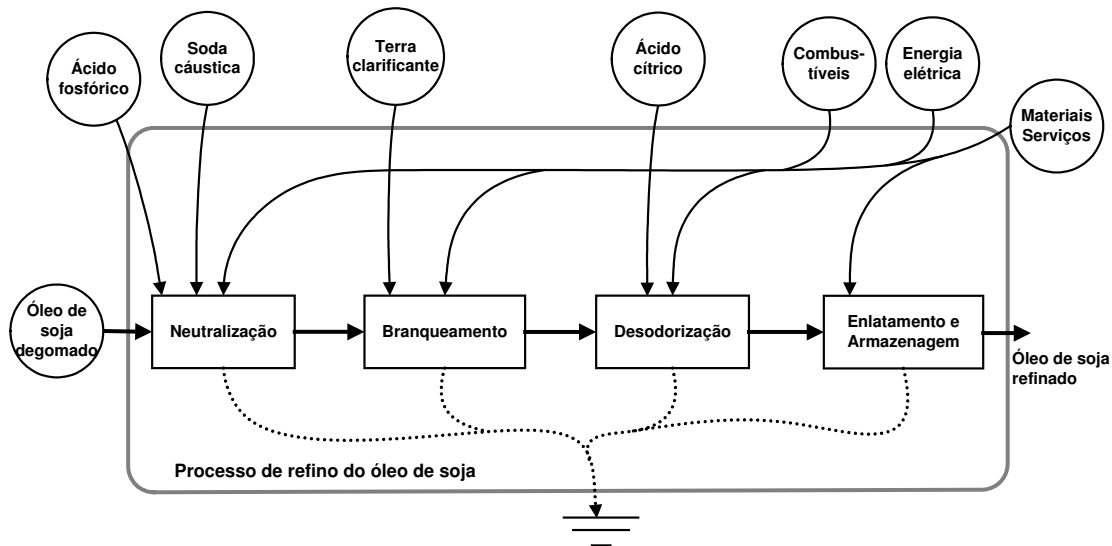 Ácido
fosfórico
Soda
cáustica
Terra
clarificante
Ácido
cítrico
Combus-
tíveis
Energia
elétrica
Materiais
Serviços
Óleo de
soja
degomado
Neutralização
Branqueamento
Desodorização
Enlatamento e
Armazenagem
Óleo de soja
refinado
Processo de refino do óleo de soja